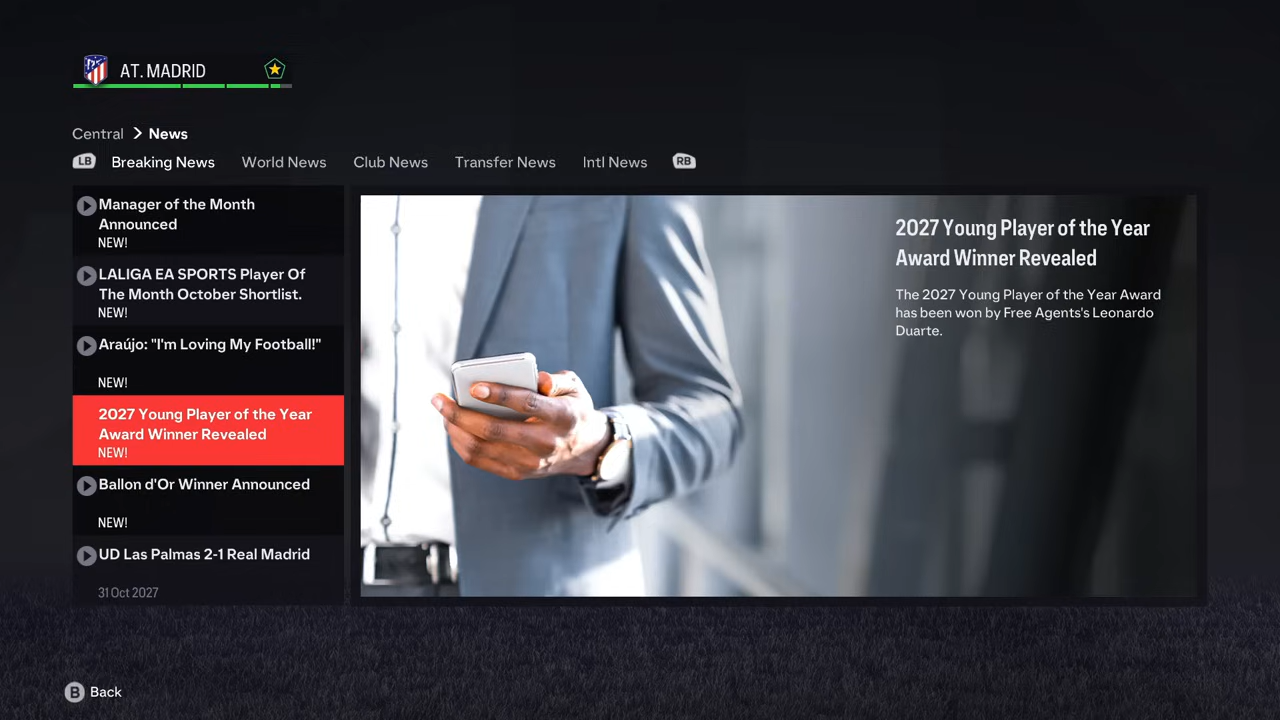 AT. MADRID
Central > News
LB Breaking News World News Club News Transfer News Intl News RB
Manager of the Month
Announced
NEW!
LALIGA EA SPORTS Player Of
The Month October Shortlist.
NEW!
Araújo: "I'm Loving My Football!"
NEW!
2027 Young Player of the Year
Award Winner Revealed
NEW!
Ballon d'Or Winner Announced
NEW!
UD Las Palmas 2-1 Real Madrid
31 Oct 2027
2027 Young Player of the Year
Award Winner Revealed
The 2027 Young Player of the Year Award
has been won by Free Agents's Leonardo
Duarte.
B Back